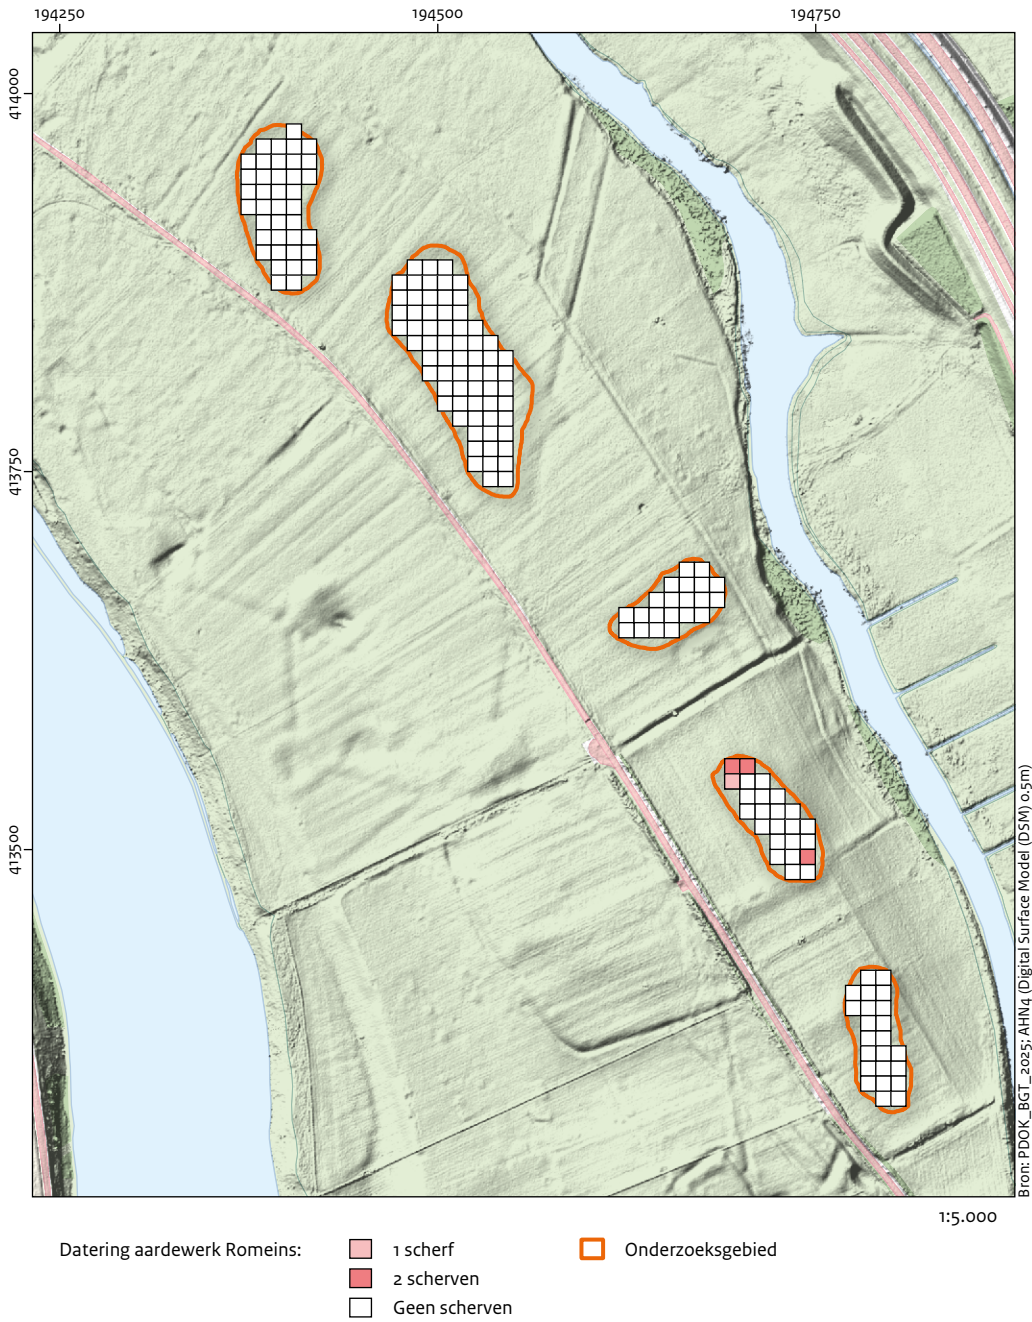 194250
194500
194750
414000
413750
413500
Bron: PDOK_BGT_2025; AHN4 (Digital Surface Model (DSM) 0.5m)
1:5.000
Datering aardewerk Romeins:
1 scherf
2 scherven
Geen scherven
Onderzoeksgebied